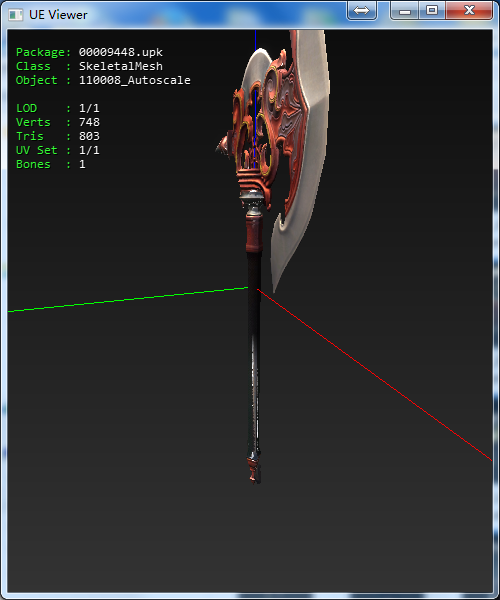 UE Viewer
Package: 00009448.upk
Class  : SkeletalMesh
Object : 110008_Autoscale
LOD    : 1/1
Verts  : 748
Tris   : 803
UV Set : 1/1
Bones  : 1